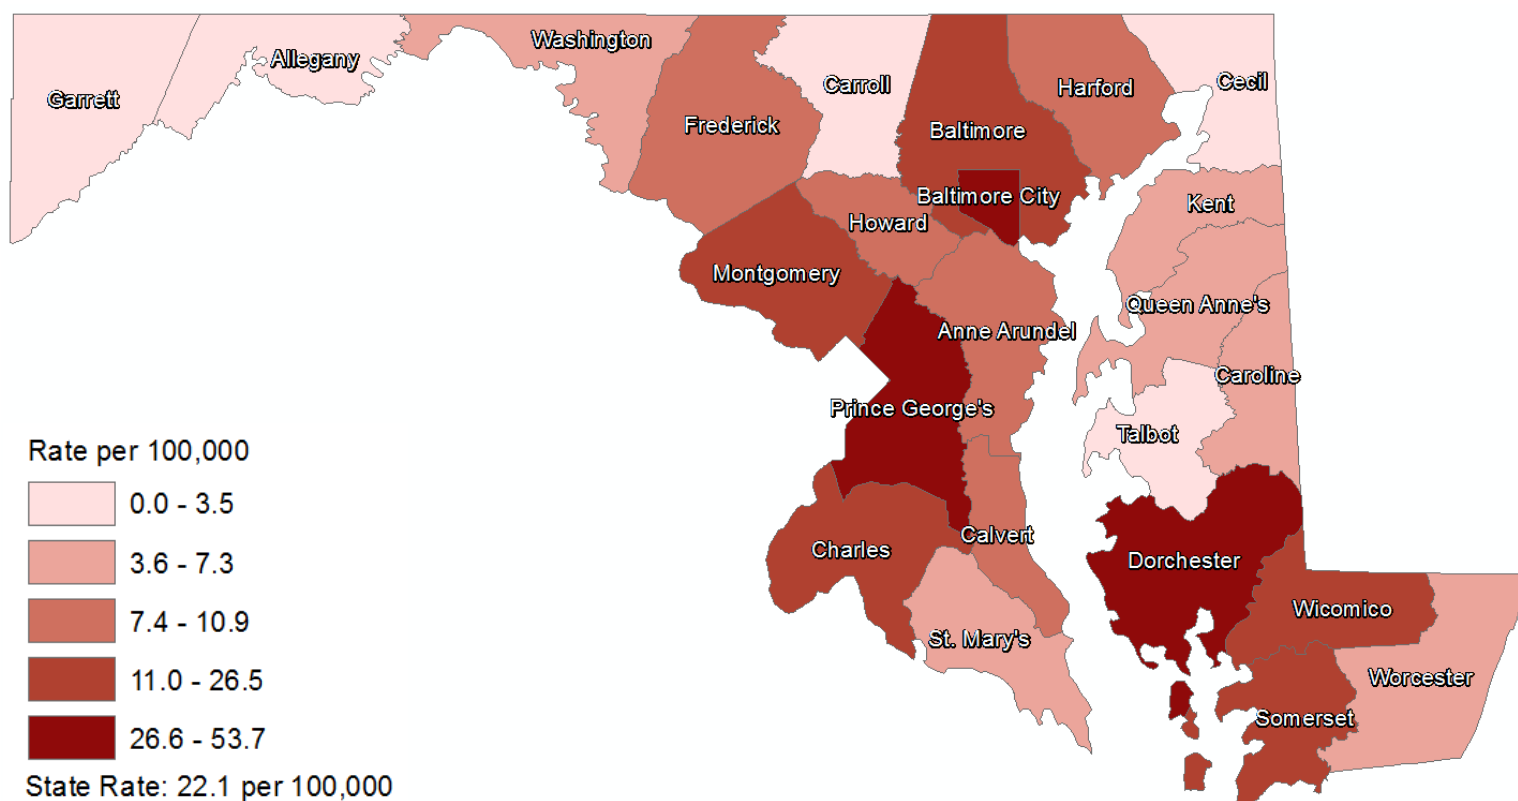 Washington
Allegany
Garrett
Carroll
Harford
Cecil
Frederick
Baltimore
Baltimore City
Kent
Howard
Montgomery
Queen Anne's
Anne Arundel
Caroline
Prince George's
Talbot
Calvert
Charles
Dorchester
Wicomico
St. Mary's
Worcester
Somerset
Rate per 100,000
0.0 - 3.5
3.6 - 7.3
7.4 - 10.9
11.0 - 26.5
26.6 - 53.7
State Rate: 22.1 per 100,000